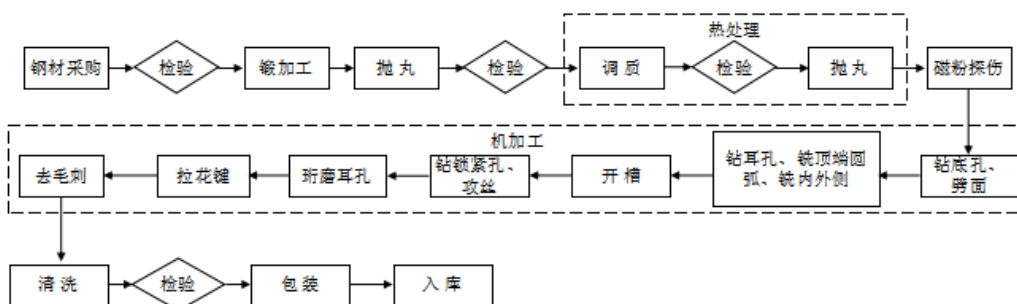 热处理
钢材采购
检验
锻加工
抛丸
检验
调质
检验
抛丸
磁粉探伤
机加工
钻底孔、
劈面
钻耳孔、铣顶端圆
弧、铣内外侧
开槽
钻锁紧孔、
攻丝
珩磨耳孔
拉花键
去毛刺
清洗
检验
包装
入库